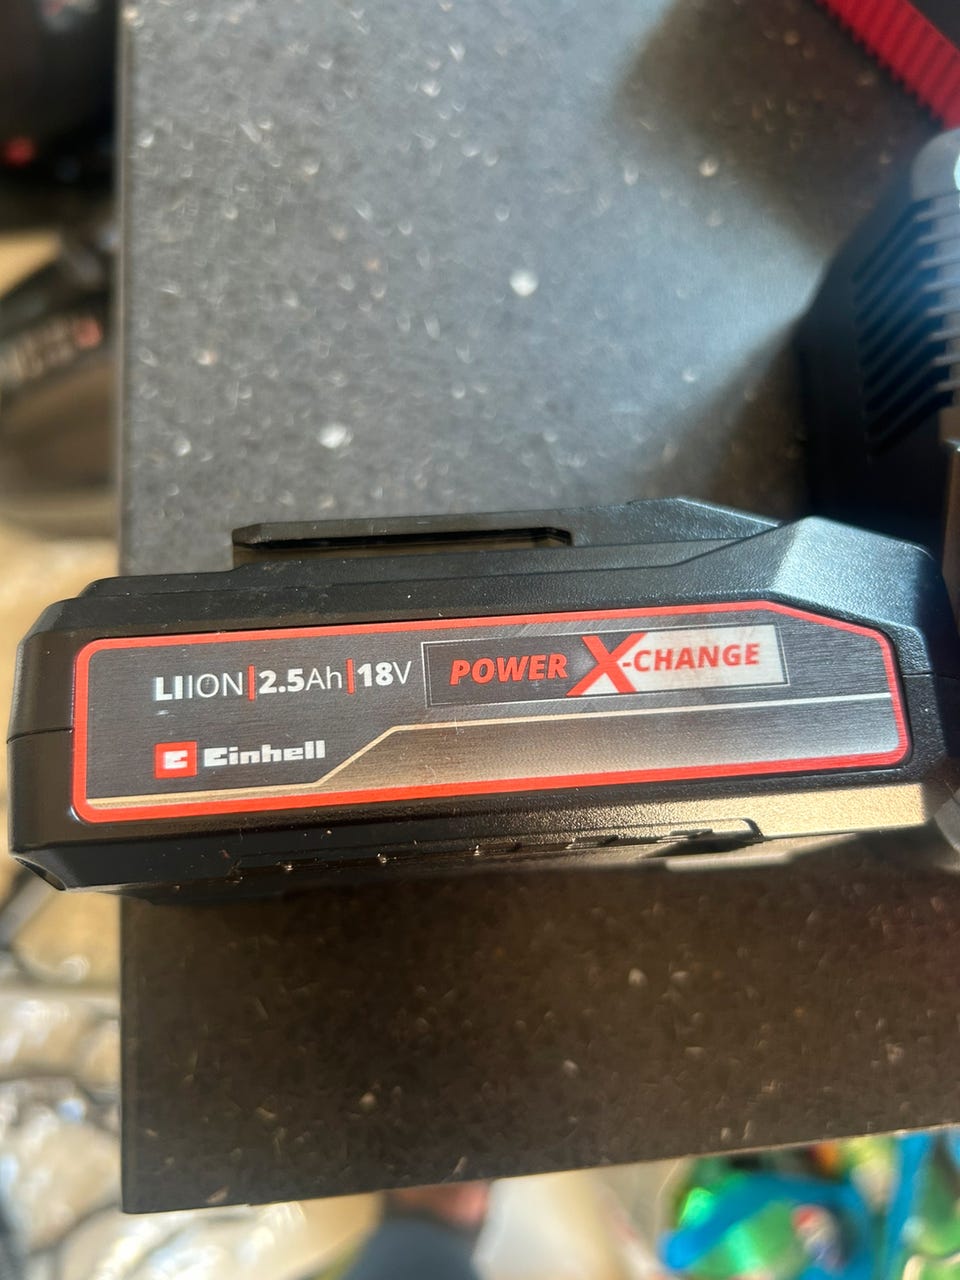 LIION|2.5Ah|18V
POWER X-CHANGE
Einhell